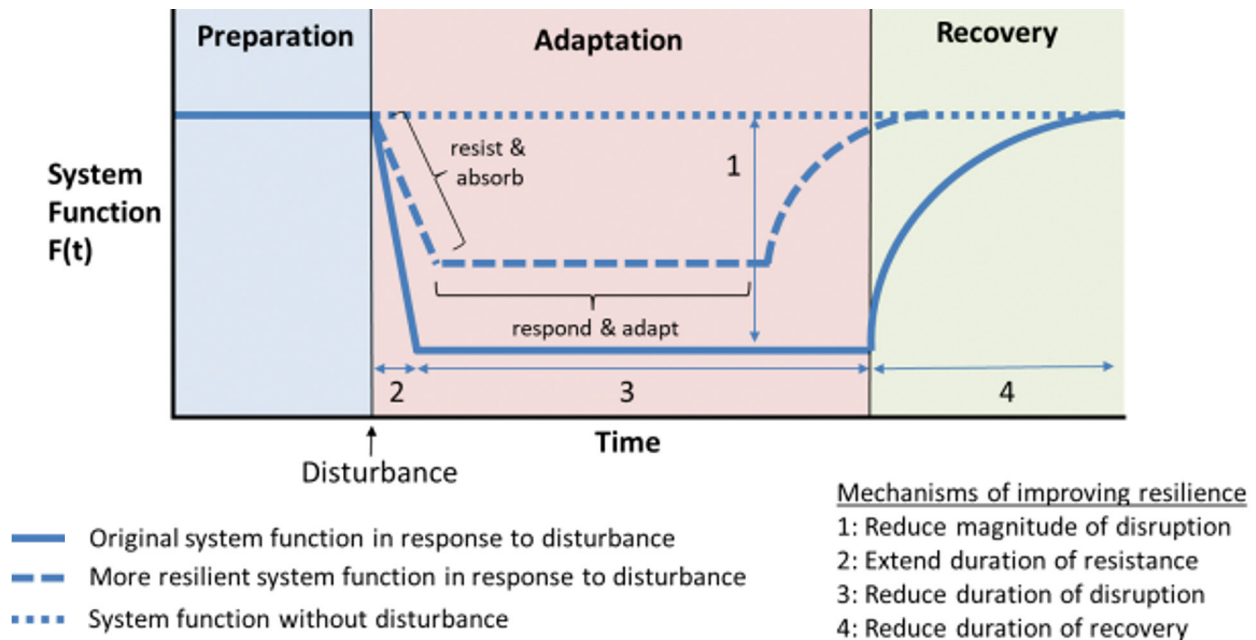 Preparation
Adaptation
Recovery
System
Function
F(t)
resist &
absorb
1
respond & adapt
2
3
4
Time
Disturbance
Original system function in response to disturbance
More resilient system function in response to disturbance
System function without disturbance
Mechanisms of improving resilience
1: Reduce magnitude of disruption
2: Extend duration of resistance
3: Reduce duration of disruption
4: Reduce duration of recovery